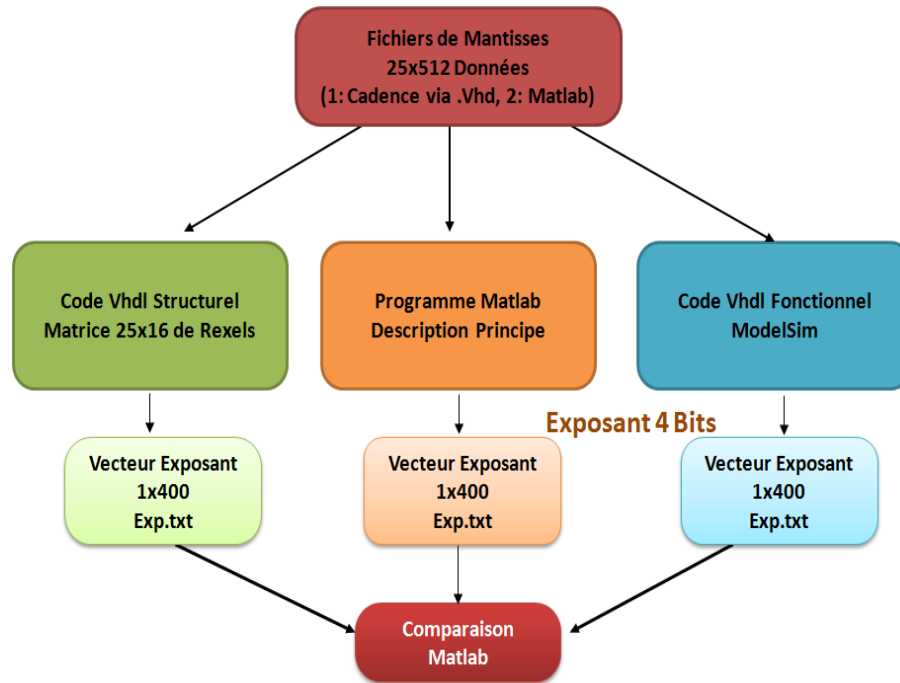 Fichiers de Mantisses
25x512 Données
(1: Cadence via .Vhd, 2: Matlab)
Code Vhdl Structurel
Matrice 25x16 de Rexels
Programme Matlab
Description Principe
Code Vhdl Fonctionnel
ModelSim
Exposant 4 Bits
Vecteur Exposant
1x400
Exp.txt
Vecteur Exposant
1x400
Exp.txt
Vecteur Exposant
1x400
Exp.txt
Comparaison
Matlab